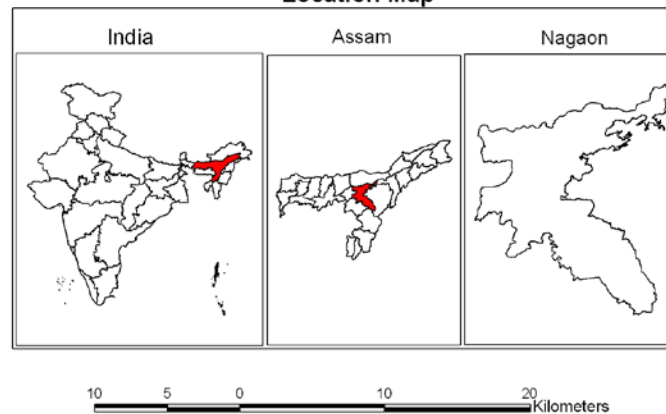 Location Map
India
Assam
Nagaon
10 5 0 10 20
Kilometers